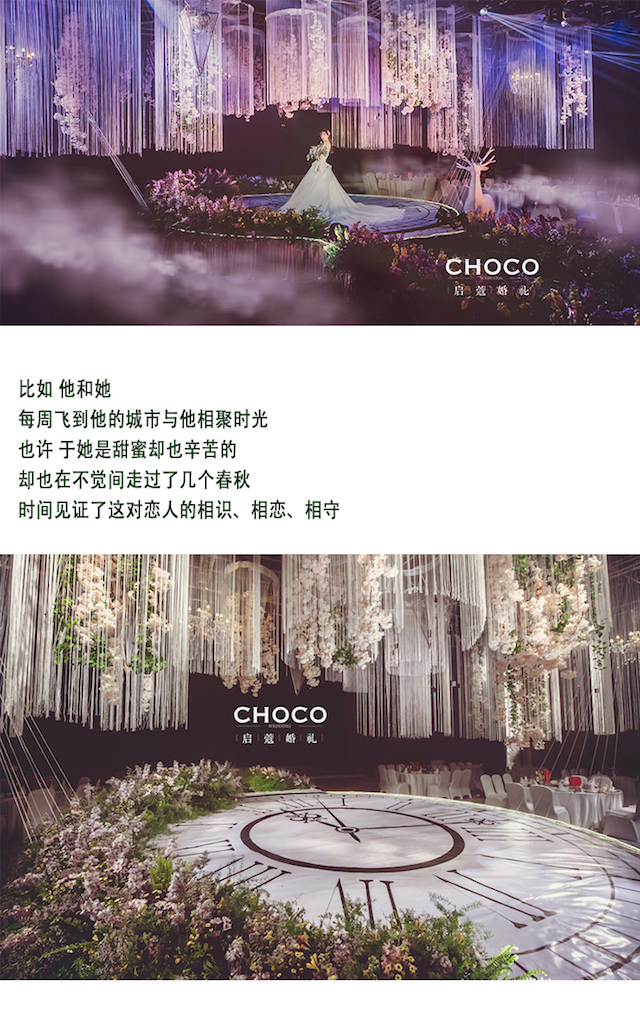 CHOCO
WEDDING
启蔻婚礼
比如 他和她
每周飞到他的城市与他相聚时光
也许 于她是甜蜜却也辛苦的
却也在不觉间走过了几个春秋
时间见证了这对恋人的相识、相恋、相守
CHOCO
WEDDING
启蔻婚礼